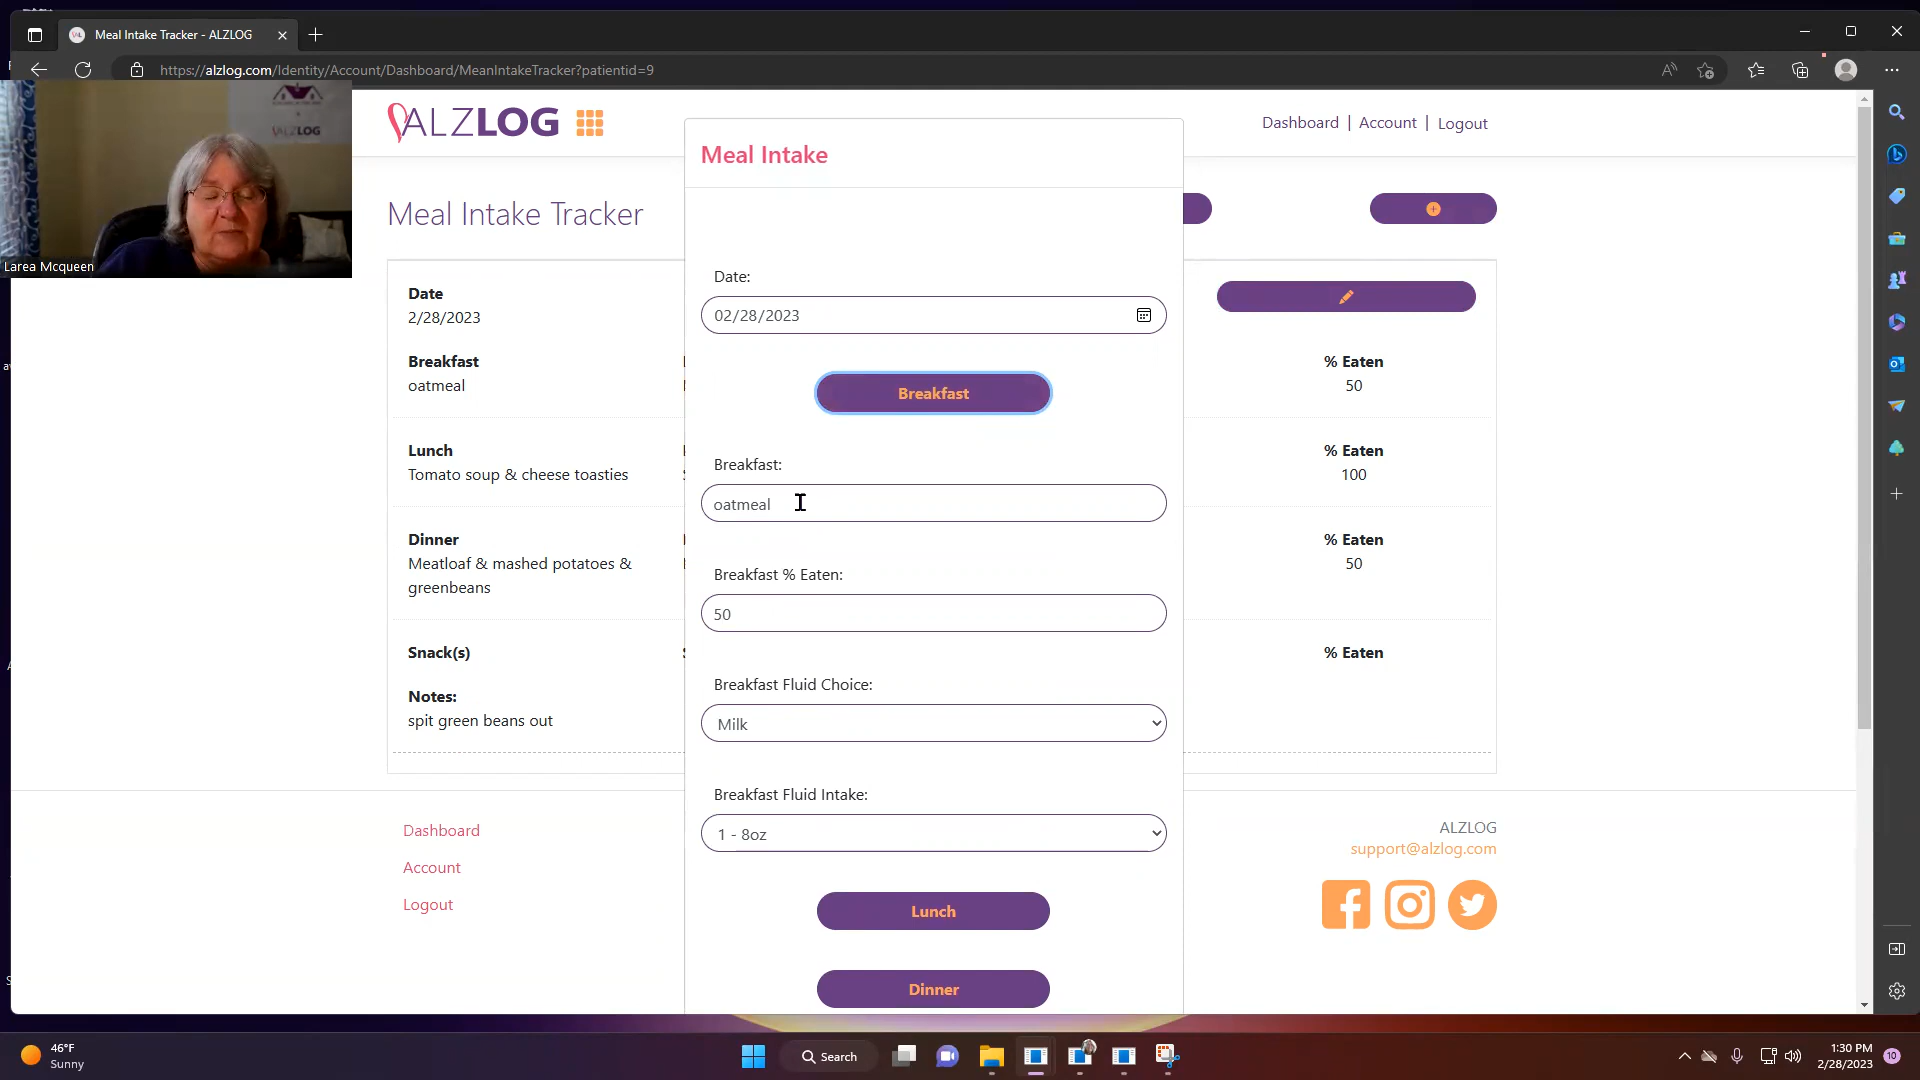 Meal Intake Tracker - ALZLOG
https://alzlog.com/Identity/Account/Dashboard/MeanIntakeTracker?patientid=9
ALZLOG
Larea Mcqueen
ALZLOG
Dashboard | Account | Logout
Meal Intake Tracker
Date
2/28/2023
Breakfast
oatmeal
% Eaten
50
Lunch
Tomato soup & cheese toasties
% Eaten
100
Dinner
Meatloaf & mashed potatoes &
greenbeans
% Eaten
50
Snack(s)
% Eaten
Notes:
spit green beans out
Meal Intake
Date:
02/28/2023
Breakfast
Breakfast:
oatmeal
Breakfast % Eaten:
50
Breakfast Fluid Choice:
Milk
Breakfast Fluid Intake:
1 - 8oz
Lunch
Dinner
Dashboard
Account
Logout
ALZLOG
support@alzlog.com
46°F
Sunny
Search
1:30 PM
2/28/2023
10